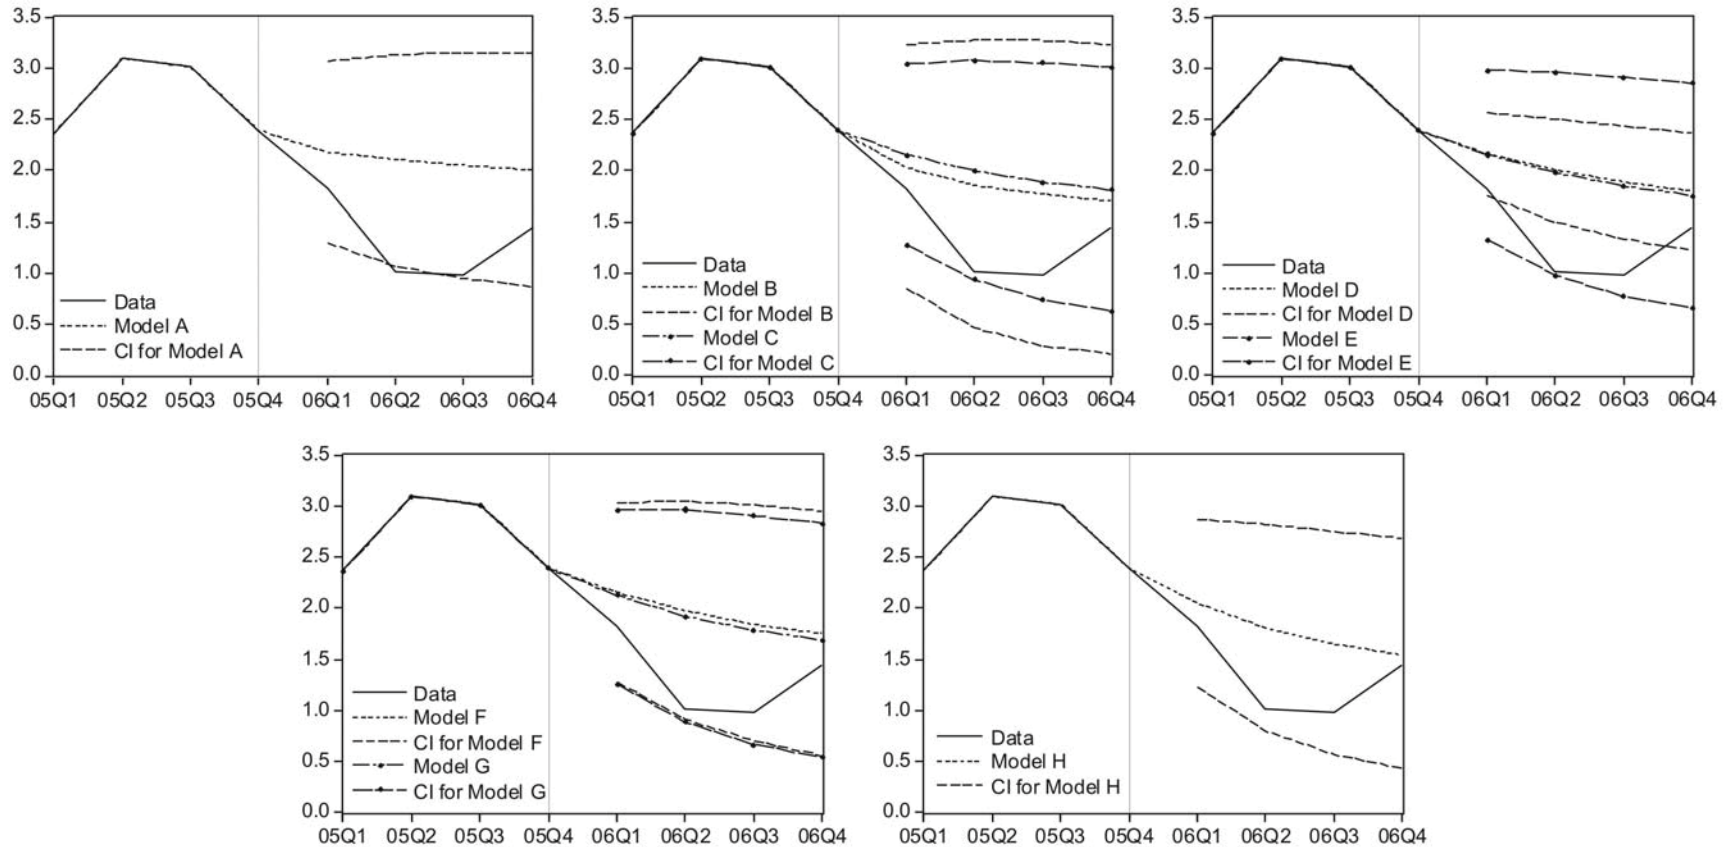 3.5
3.0
2.5
2.0
1.5
1.0
0.5
0.0
Data
Model A
CI for Model A
05Q1 05Q2 05Q3 05Q4 06Q1 06Q2 06Q3 06Q4
3.5
3.0
2.5
2.0
1.5
1.0
0.5
0.0
Data
Model B
CI for Model B
Model C
CI for Model C
05Q1 05Q2 05Q3 05Q4 06Q1 06Q2 06Q3 06Q4
3.5
3.0
2.5
2.0
1.5
1.0
0.5
0.0
Data
Model D
CI for Model D
Model E
CI for Model E
05Q1 05Q2 05Q3 05Q4 06Q1 06Q2 06Q3 06Q4
3.5
3.0
2.5
2.0
1.5
1.0
0.5
0.0
Data
Model F
CI for Model F
Model G
CI for Model G
05Q1 05Q2 05Q3 05Q4 06Q1 06Q2 06Q3 06Q4
3.5
3.0
2.5
2.0
1.5
1.0
0.5
0.0
Data
Model H
CI for Model H
05Q1 05Q2 05Q3 05Q4 06Q1 06Q2 06Q3 06Q4